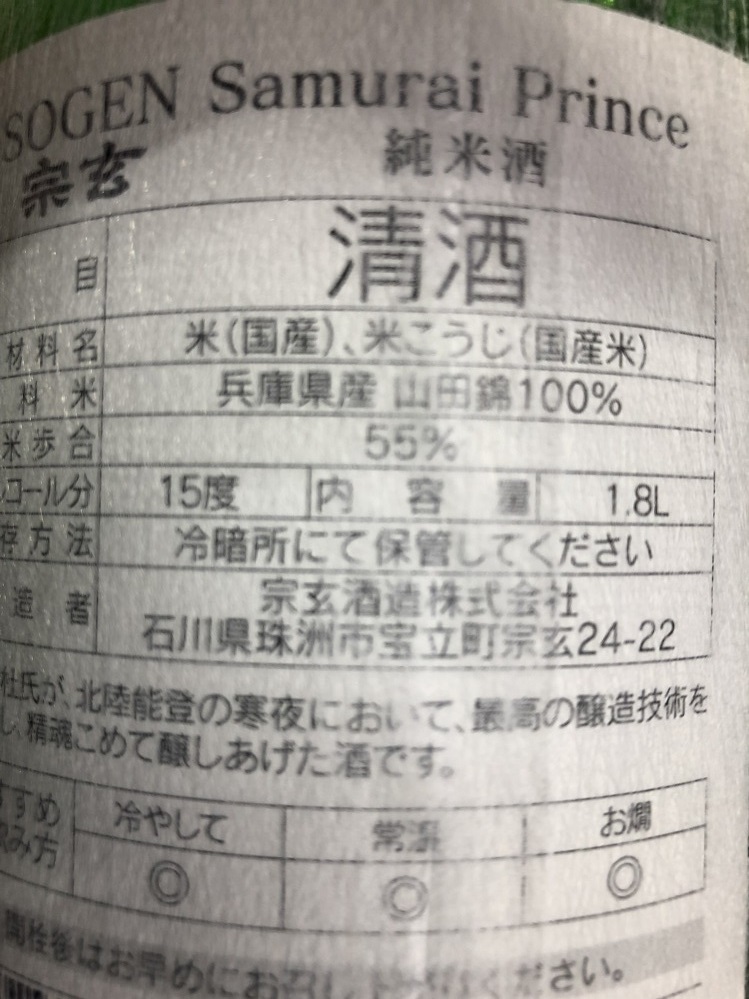 SOGEN Samurai Prince
宗玄 純米酒
目 清酒
材料名 米(国産)、米こうじ(国産米)
料米 兵庫県産 山田錦100%
米歩合 55%
コール分 15度 内容量 1.8L
存方法 冷暗所にて保管してください
造者 宗玄酒造株式会社
石川県珠洲市宝立町宗玄24-22
杜氏が、北陸能登の寒夜において、最高の醸造技術を
し、精魂こめて醸しあげた酒です。
すすめ 冷やして 常温 お燗
み方 ◎ ◎ ◎
開栓後はお早めにお召し ください。